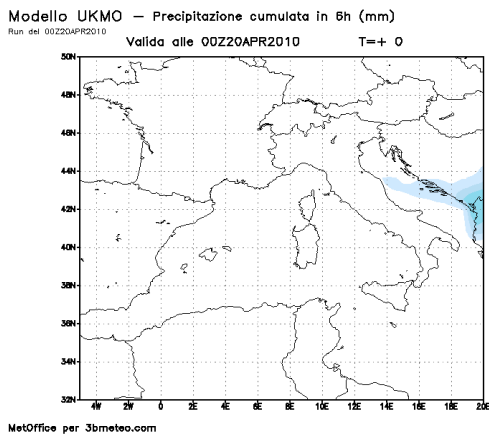 Modello UKMO — Precipitazione cumulata in 6h (mm)
Run del 00Z20APR2010
Valida alle 00Z20APR2010 T=+ 0
50N
48N
46N
44N
42N
40N
38N
36N
34N
32N
4W 2W 0 2E 4E 6E 8E 10E 12E 14E 16E 18E 20E
MetOffice per 3bmeteo.com